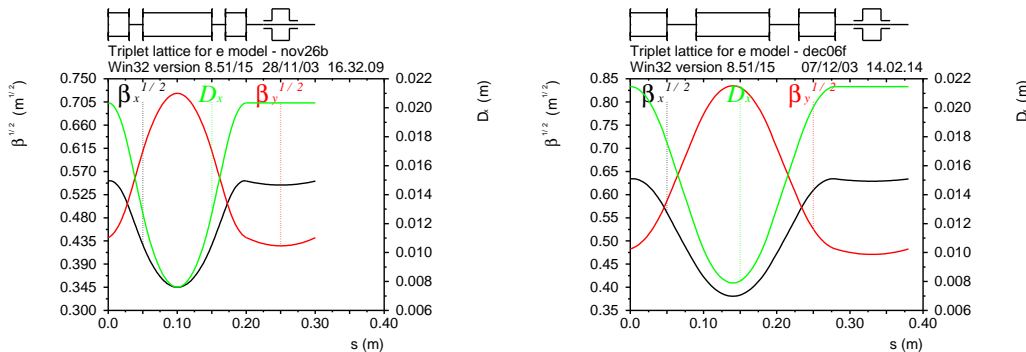 Triplet lattice for e model - nov26b
Win32 version 8.51/15 28/11/03 16.32.09
0.750
0.705
0.660
0.615
0.570
0.525
0.480
0.435
0.390
0.345
0.300
β 1/2 (m1/2)
βx 1/2
Dx
βy 1/2
0.022
0.020
0.018
0.016
0.014
0.012
0.010
0.008
0.006
Dx (m)
0.0 0.10 0.20 0.30 0.40
s (m)
Triplet lattice for e model - dec06f
Win32 version 8.51/15 07/12/03 14.02.14
0.85
0.80
0.75
0.70
0.65
0.60
0.55
0.50
0.45
0.40
0.35
β 1/2 (m1/2)
βx 1/2
Dx
βy 1/2
0.022
0.020
0.018
0.016
0.014
0.012
0.010
0.008
0.006
Dx (m)
0.0 0.10 0.20 0.30 0.40
s (m)